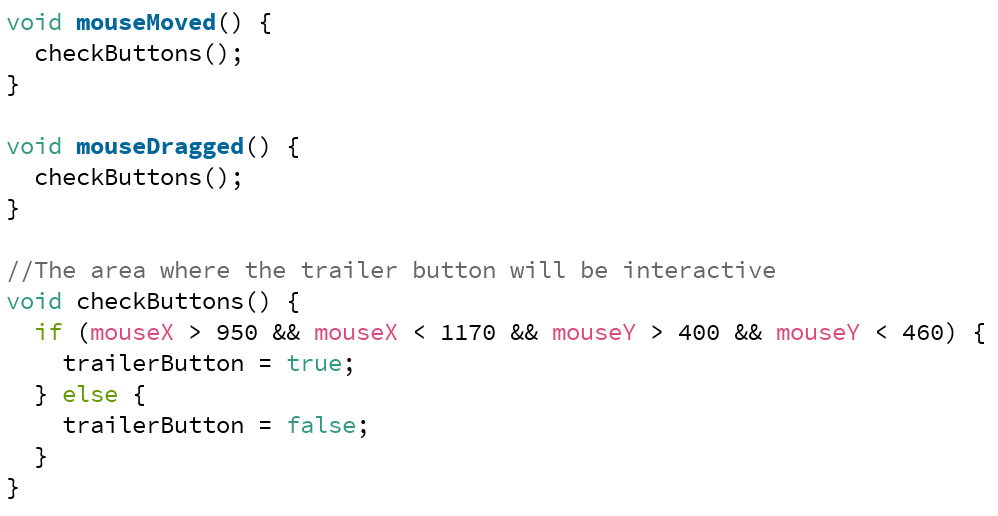 void mouseMoved() {
  checkButtons();
}

void mouseDragged() {
  checkButtons();
}

//The area where the trailer button will be interactive
void checkButtons() {
  if (mouseX > 950 && mouseX < 1170 && mouseY > 400 && mouseY < 460) {
    trailerButton = true;
  } else {
    trailerButton = false;
  }
}